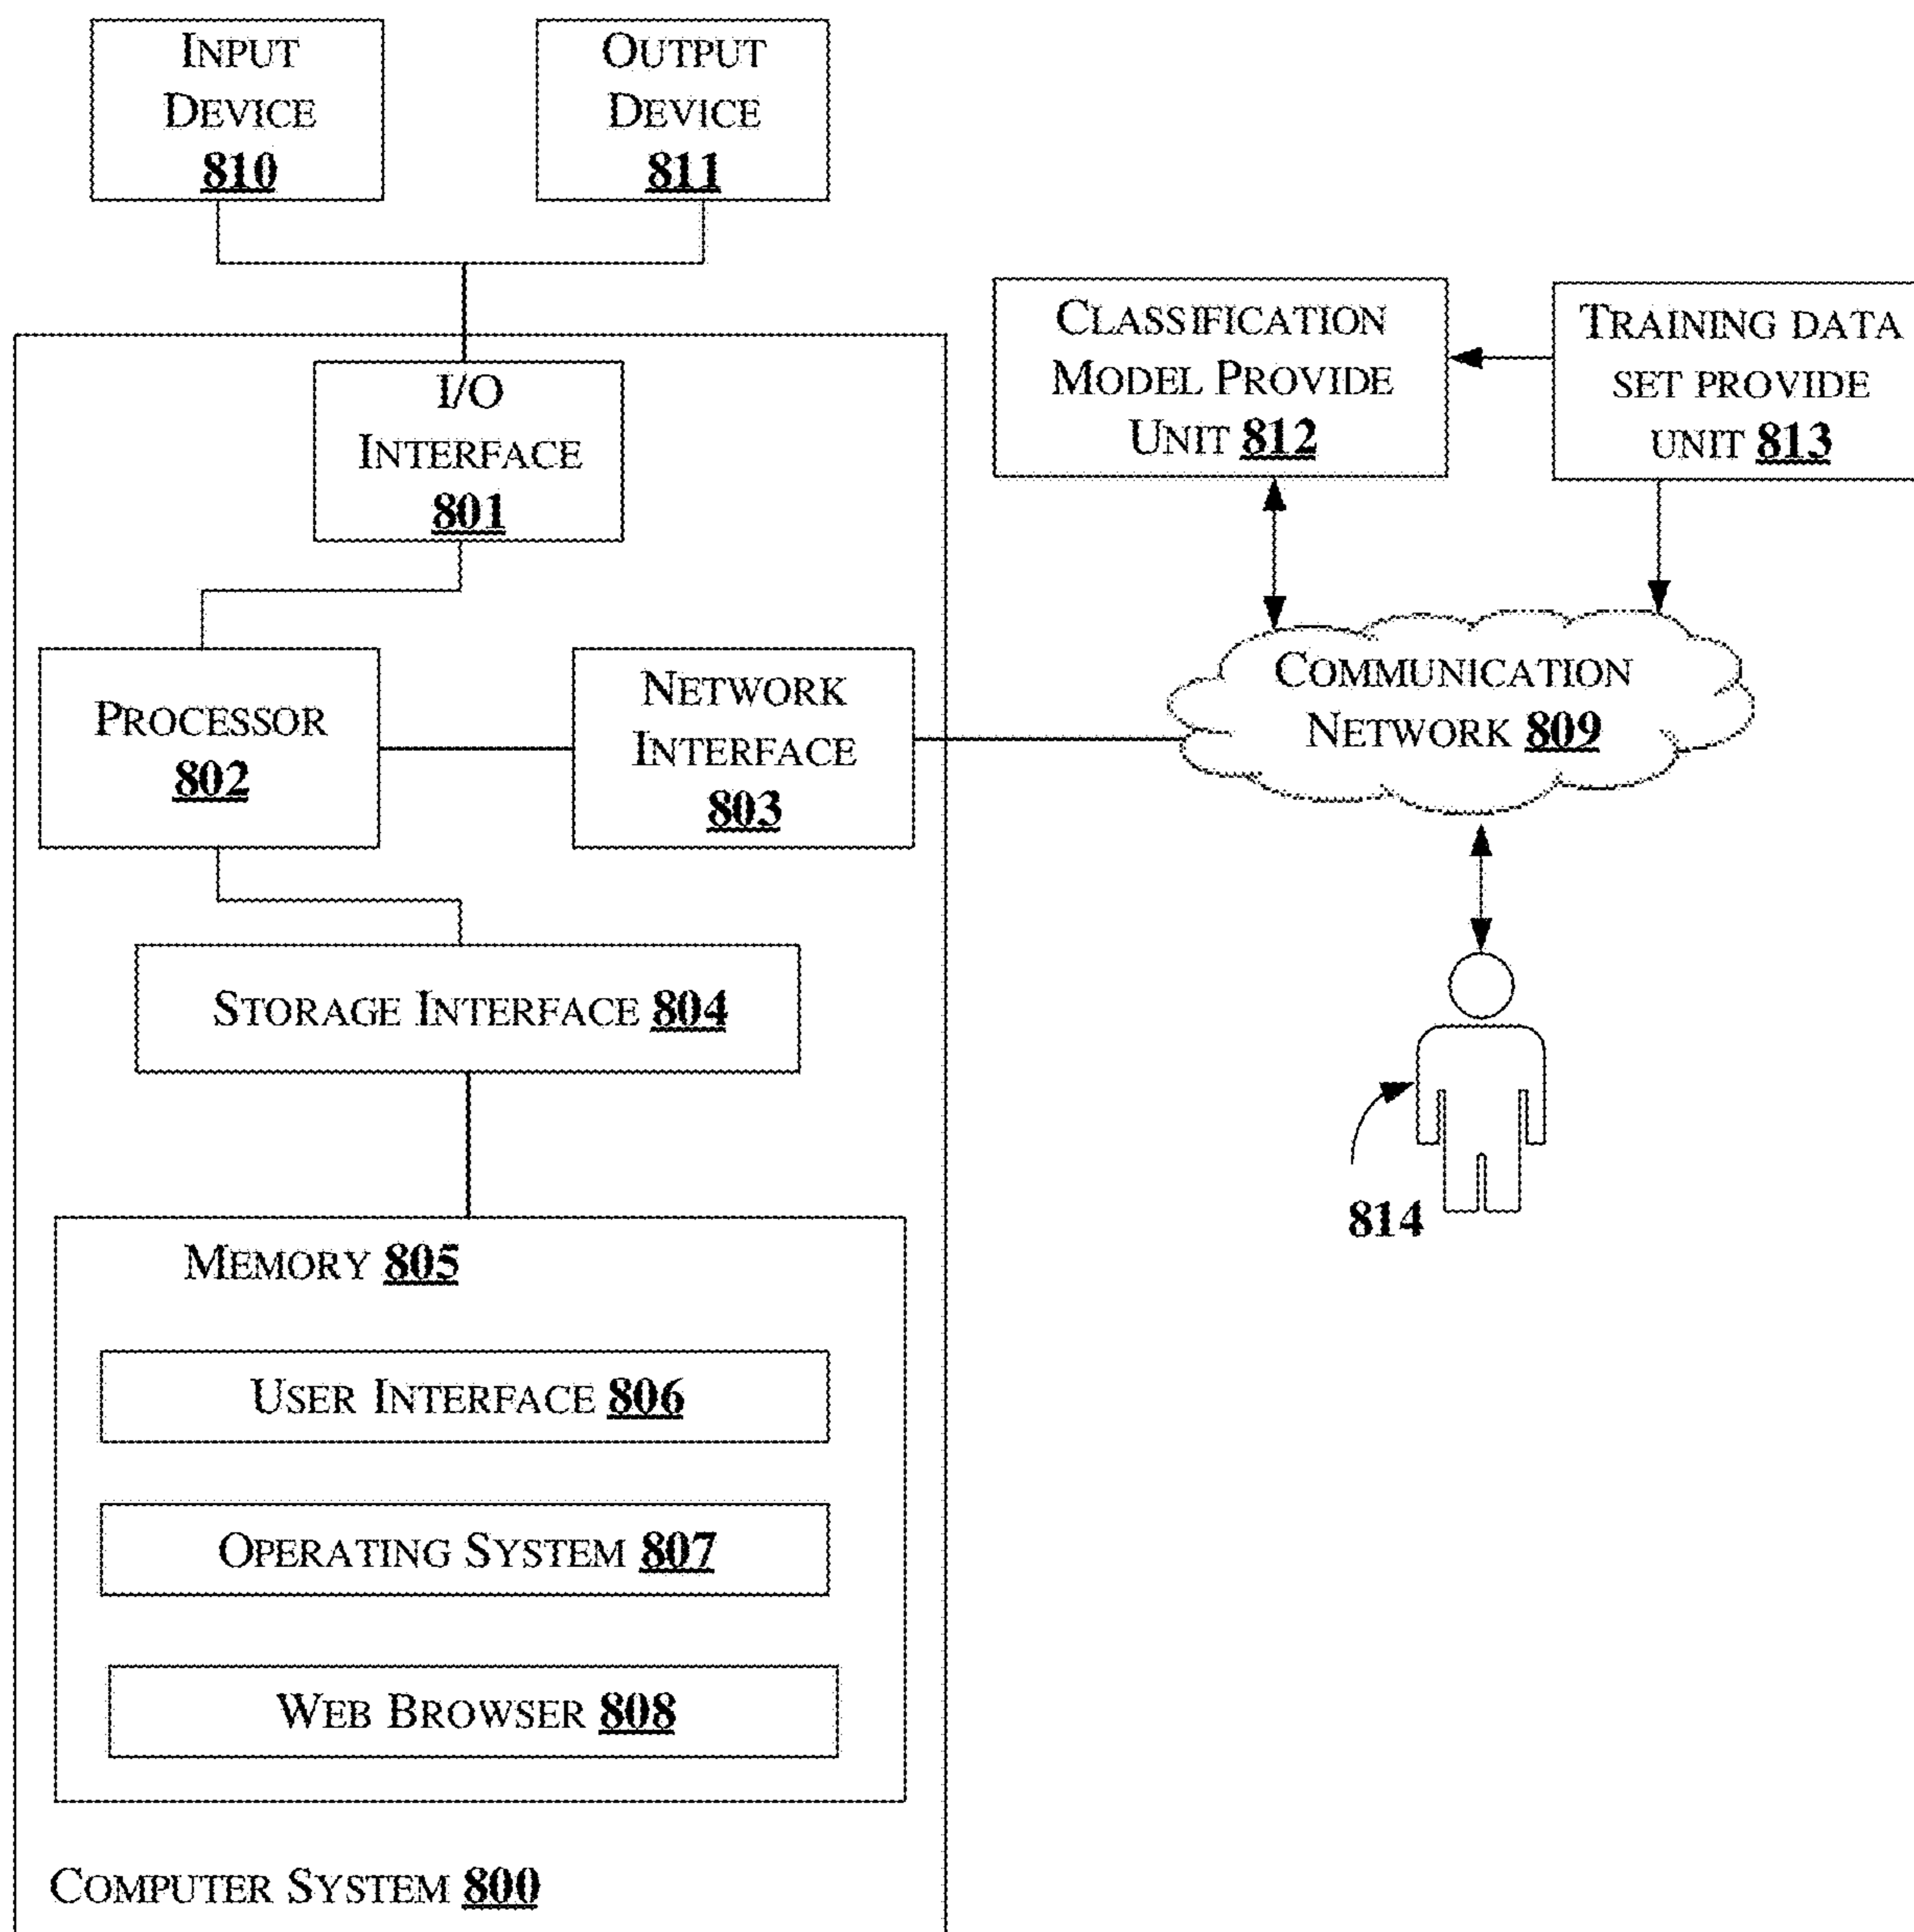 INPUT
DEVICE
810
OUTPUT
DEVICE
811
I/O
INTERFACE
801
CLASSIFICATION
MODEL PROVIDE
UNIT 812
TRAINING DATA
SET PROVIDE
UNIT 813
PROCESSOR
802
NETWORK
INTERFACE
803
COMMUNICATION
NETWORK 809
STORAGE INTERFACE 804
814
MEMORY 805
USER INTERFACE 806
OPERATING SYSTEM 807
WEB BROWSER 808
COMPUTER SYSTEM 800